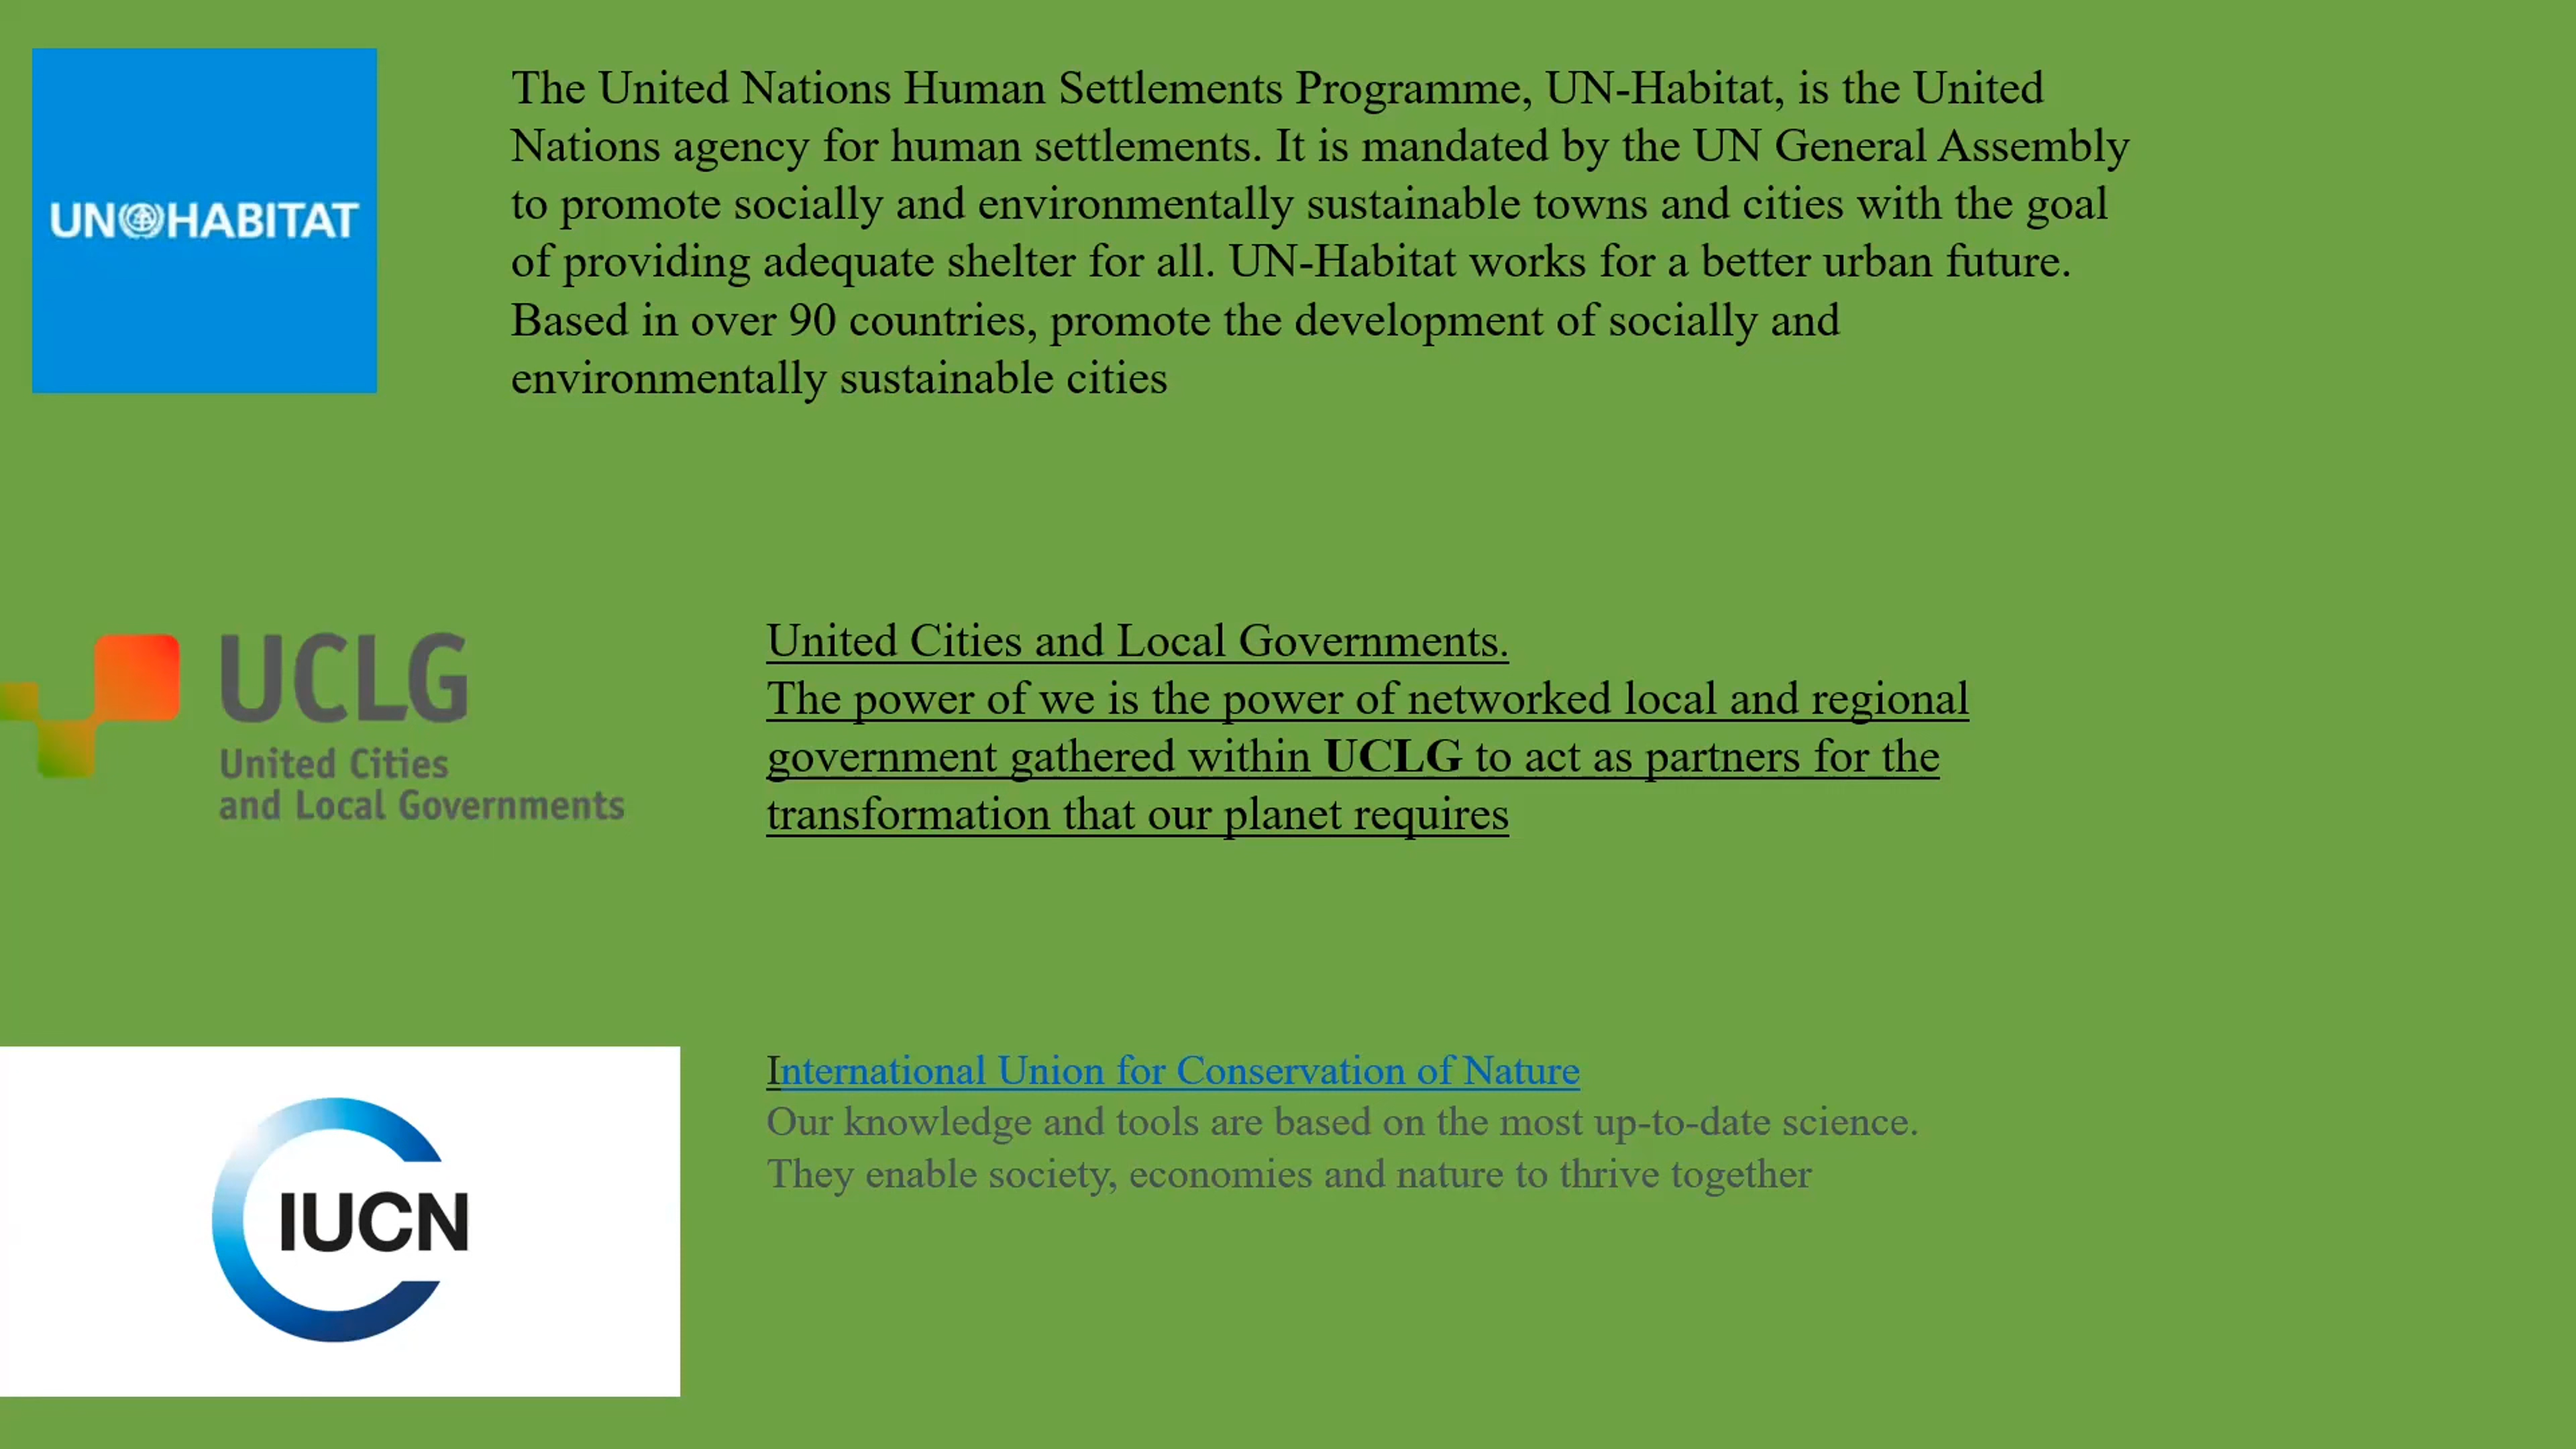 UN HABITAT
The United Nations Human Settlements Programme, UN-Habitat, is the United
Nations agency for human settlements. It is mandated by the UN General Assembly
to promote socially and environmentally sustainable towns and cities with the goal
of providing adequate shelter for all. UN-Habitat works for a better urban future.
Based in over 90 countries, promote the development of socially and
environmentally sustainable cities
UCLG
United Cities
and Local Governments
United Cities and Local Governments.
The power of we is the power of networked local and regional
government gathered within UCLG to act as partners for the
transformation that our planet requires
IUCN
International Union for Conservation of Nature
Our knowledge and tools are based on the most up-to-date science.
They enable society, economies and nature to thrive together